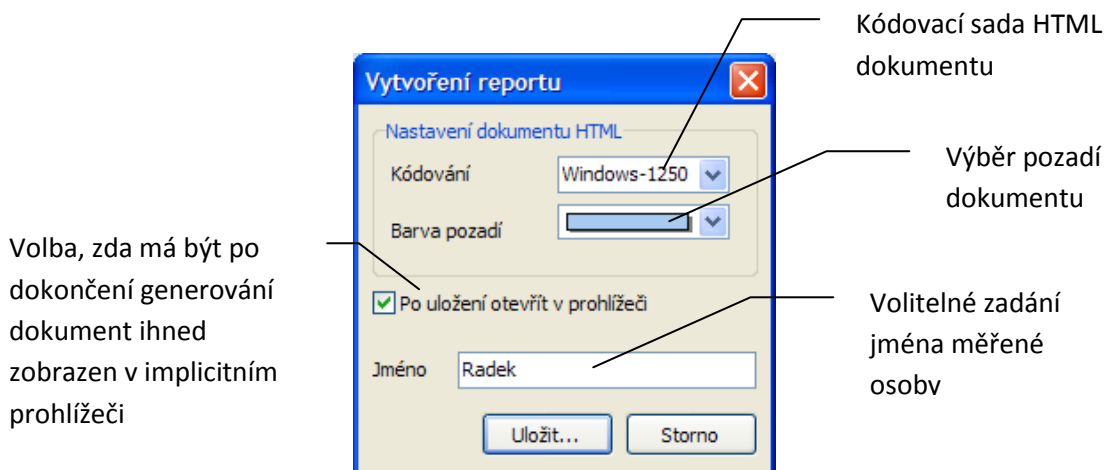 Kódovací sada HTML
dokumentu
Vytvoření reportu
Nastavení dokumentu HTML
Kódování
Windows-1250
Barva pozadí
Výběr pozadí
dokumentu
Volba, zda má být po
dokončení generování
dokument ihned
zobrazen v implicitním
prohlížeči
Po uložení otevřít v prohlížeči
Jméno
Radek
Volitelné zadání
jména měřené
osoby
Uložit...
Storno